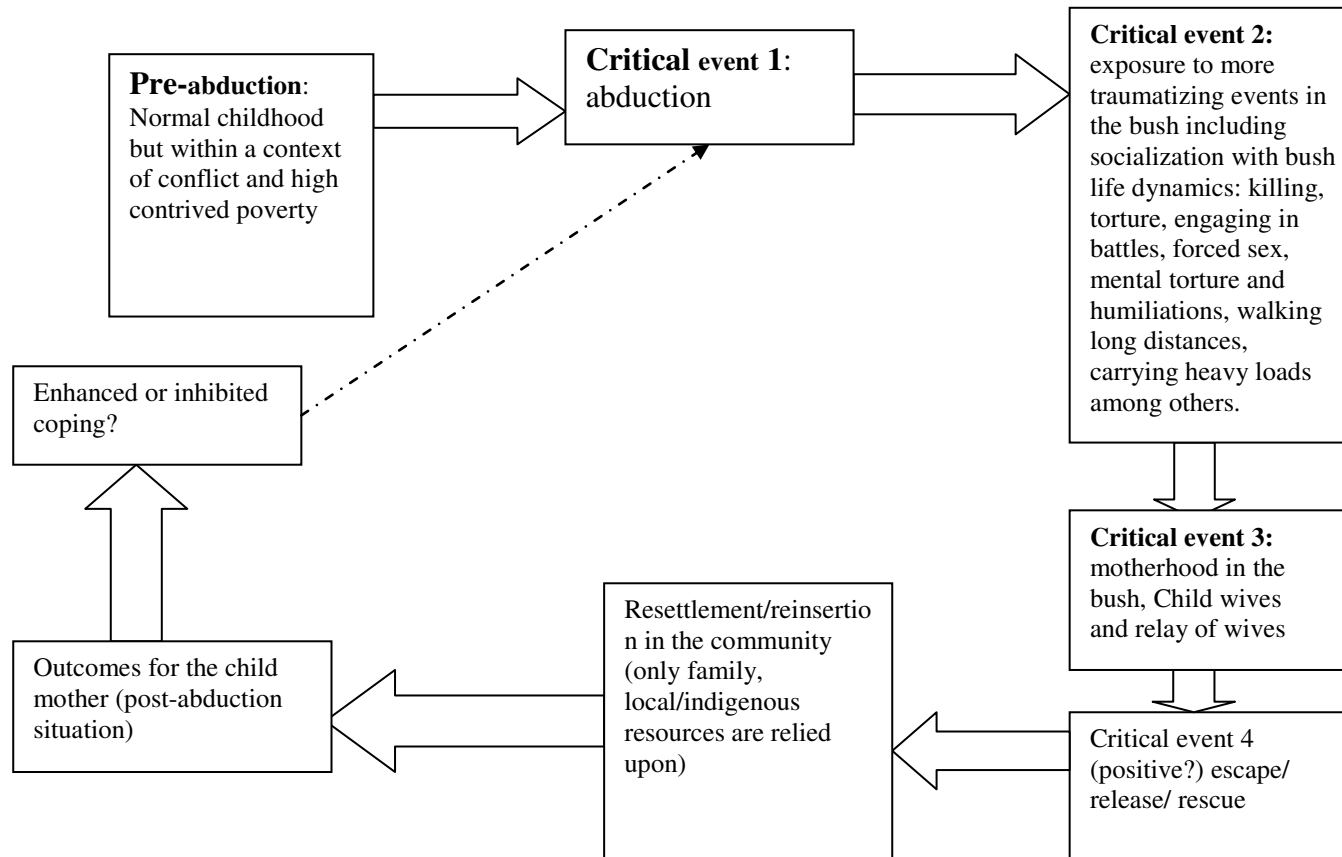 Pre-abduction:
Normal childhood
but within a context
of conflict and high
contrived poverty
Critical event 1:
abduction
Critical event 2:
exposure to more
traumatizing events in
the bush including
socialization with bush
life dynamics: killing,
torture, engaging in
battles, forced sex,
mental torture and
humiliations, walking
long distances,
carrying heavy loads
among others.
Critical event 3:
motherhood in the
bush, Child wives
and relay of wives
Critical event 4
(positive?) escape/
release/ rescue
Resettlement/reinsertio
n in the community
(only family,
local/indigenous
resources are relied
upon)
Outcomes for the child
mother (post-abduction
situation)
Enhanced or inhibited
coping?